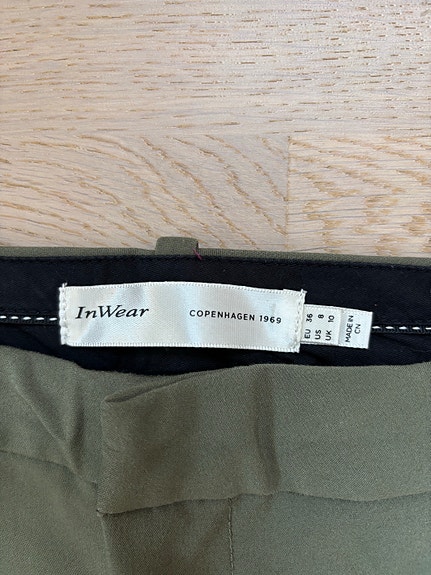 InWear
COPENHAGEN 1969
EU 36
US 8
UK 10
MADE IN
CN